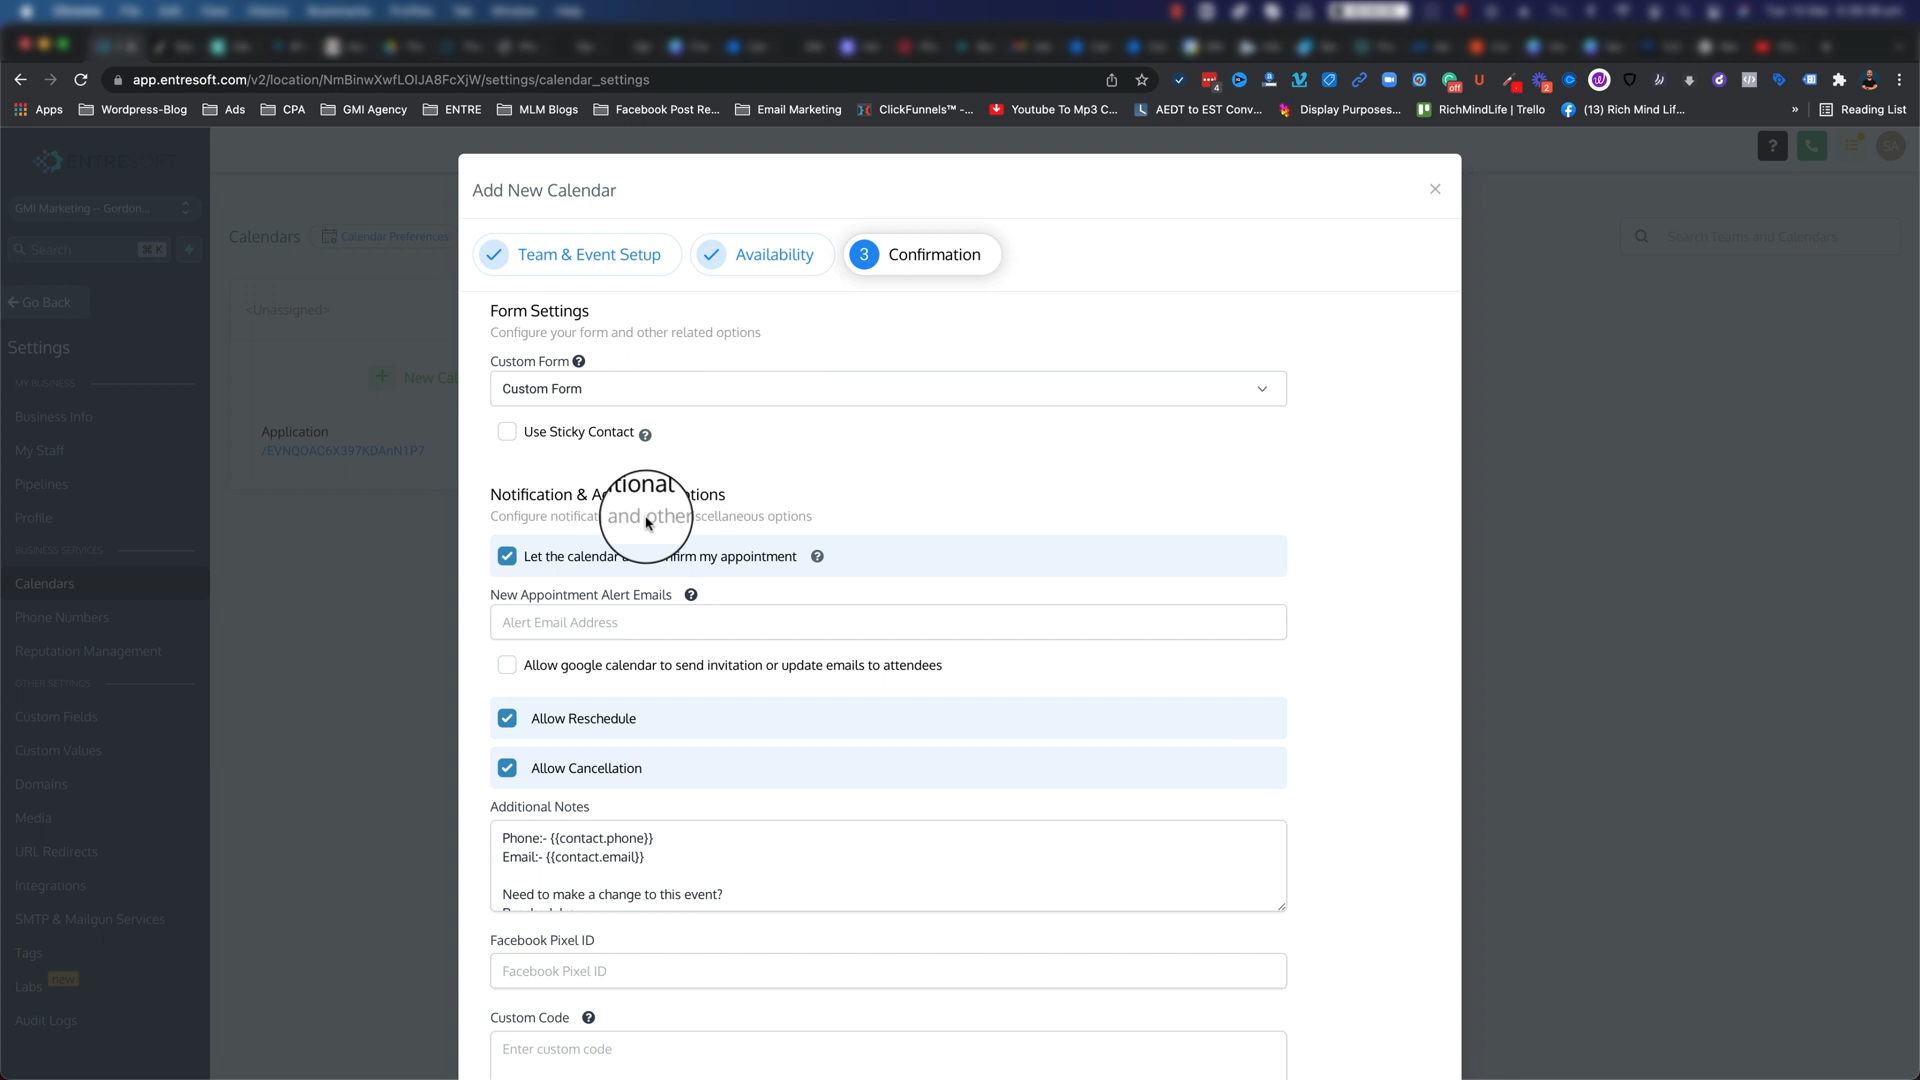 app.entresoft.com/v2/location/NmBinwXwfLOIJA8FcXjW/settings/calendar_settings
4 off 2
Apps Wordpress-Blog Ads CPA GMI Agency ENTRE MLM Blogs Facebook Post Re... Email Marketing ClickFunnels™ -... Youtube To Mp3 C... AEDT to EST Conv... Display Purposes... RichMindLife | Trello (13) Rich Mind Lif... » Reading List
ENTRESOFT
? SA
Add New Calendar
GMI Marketing -- Gordon...
Calendars Calendar Preferences
Search Teams and Calendars
Search ⌘ K
Team & Event Setup Availability 3 Confirmation
Go Back
<Unassigned>
Form Settings
Configure your form and other related options
Settings
Custom Form
MY BUSINESS
+ New Cal
Custom Form
Business Info
Application
Use Sticky Contact
My Staff
/EVNQOAC6X397KDAnN1P7
Pipelines
Notification & A tional tions
Profile
Configure notificat and other scellaneous options
BUSINESS SERVICES
Let the calendar firm my appointment
Calendars
New Appointment Alert Emails
Phone Numbers
Alert Email Address
Reputation Management
Allow google calendar to send invitation or update emails to attendees
OTHER SETTINGS
Custom Fields
Allow Reschedule
Custom Values
Allow Cancellation
Domains
Additional Notes
Media
Phone:- {{contact.phone}}
URL Redirects
Email:- {{contact.email}}
Integrations
Need to make a change to this event?
SMTP & Mailgun Services
Facebook Pixel ID
Tags
Facebook Pixel ID
Labs new
Custom Code
Audit Logs
Enter custom code